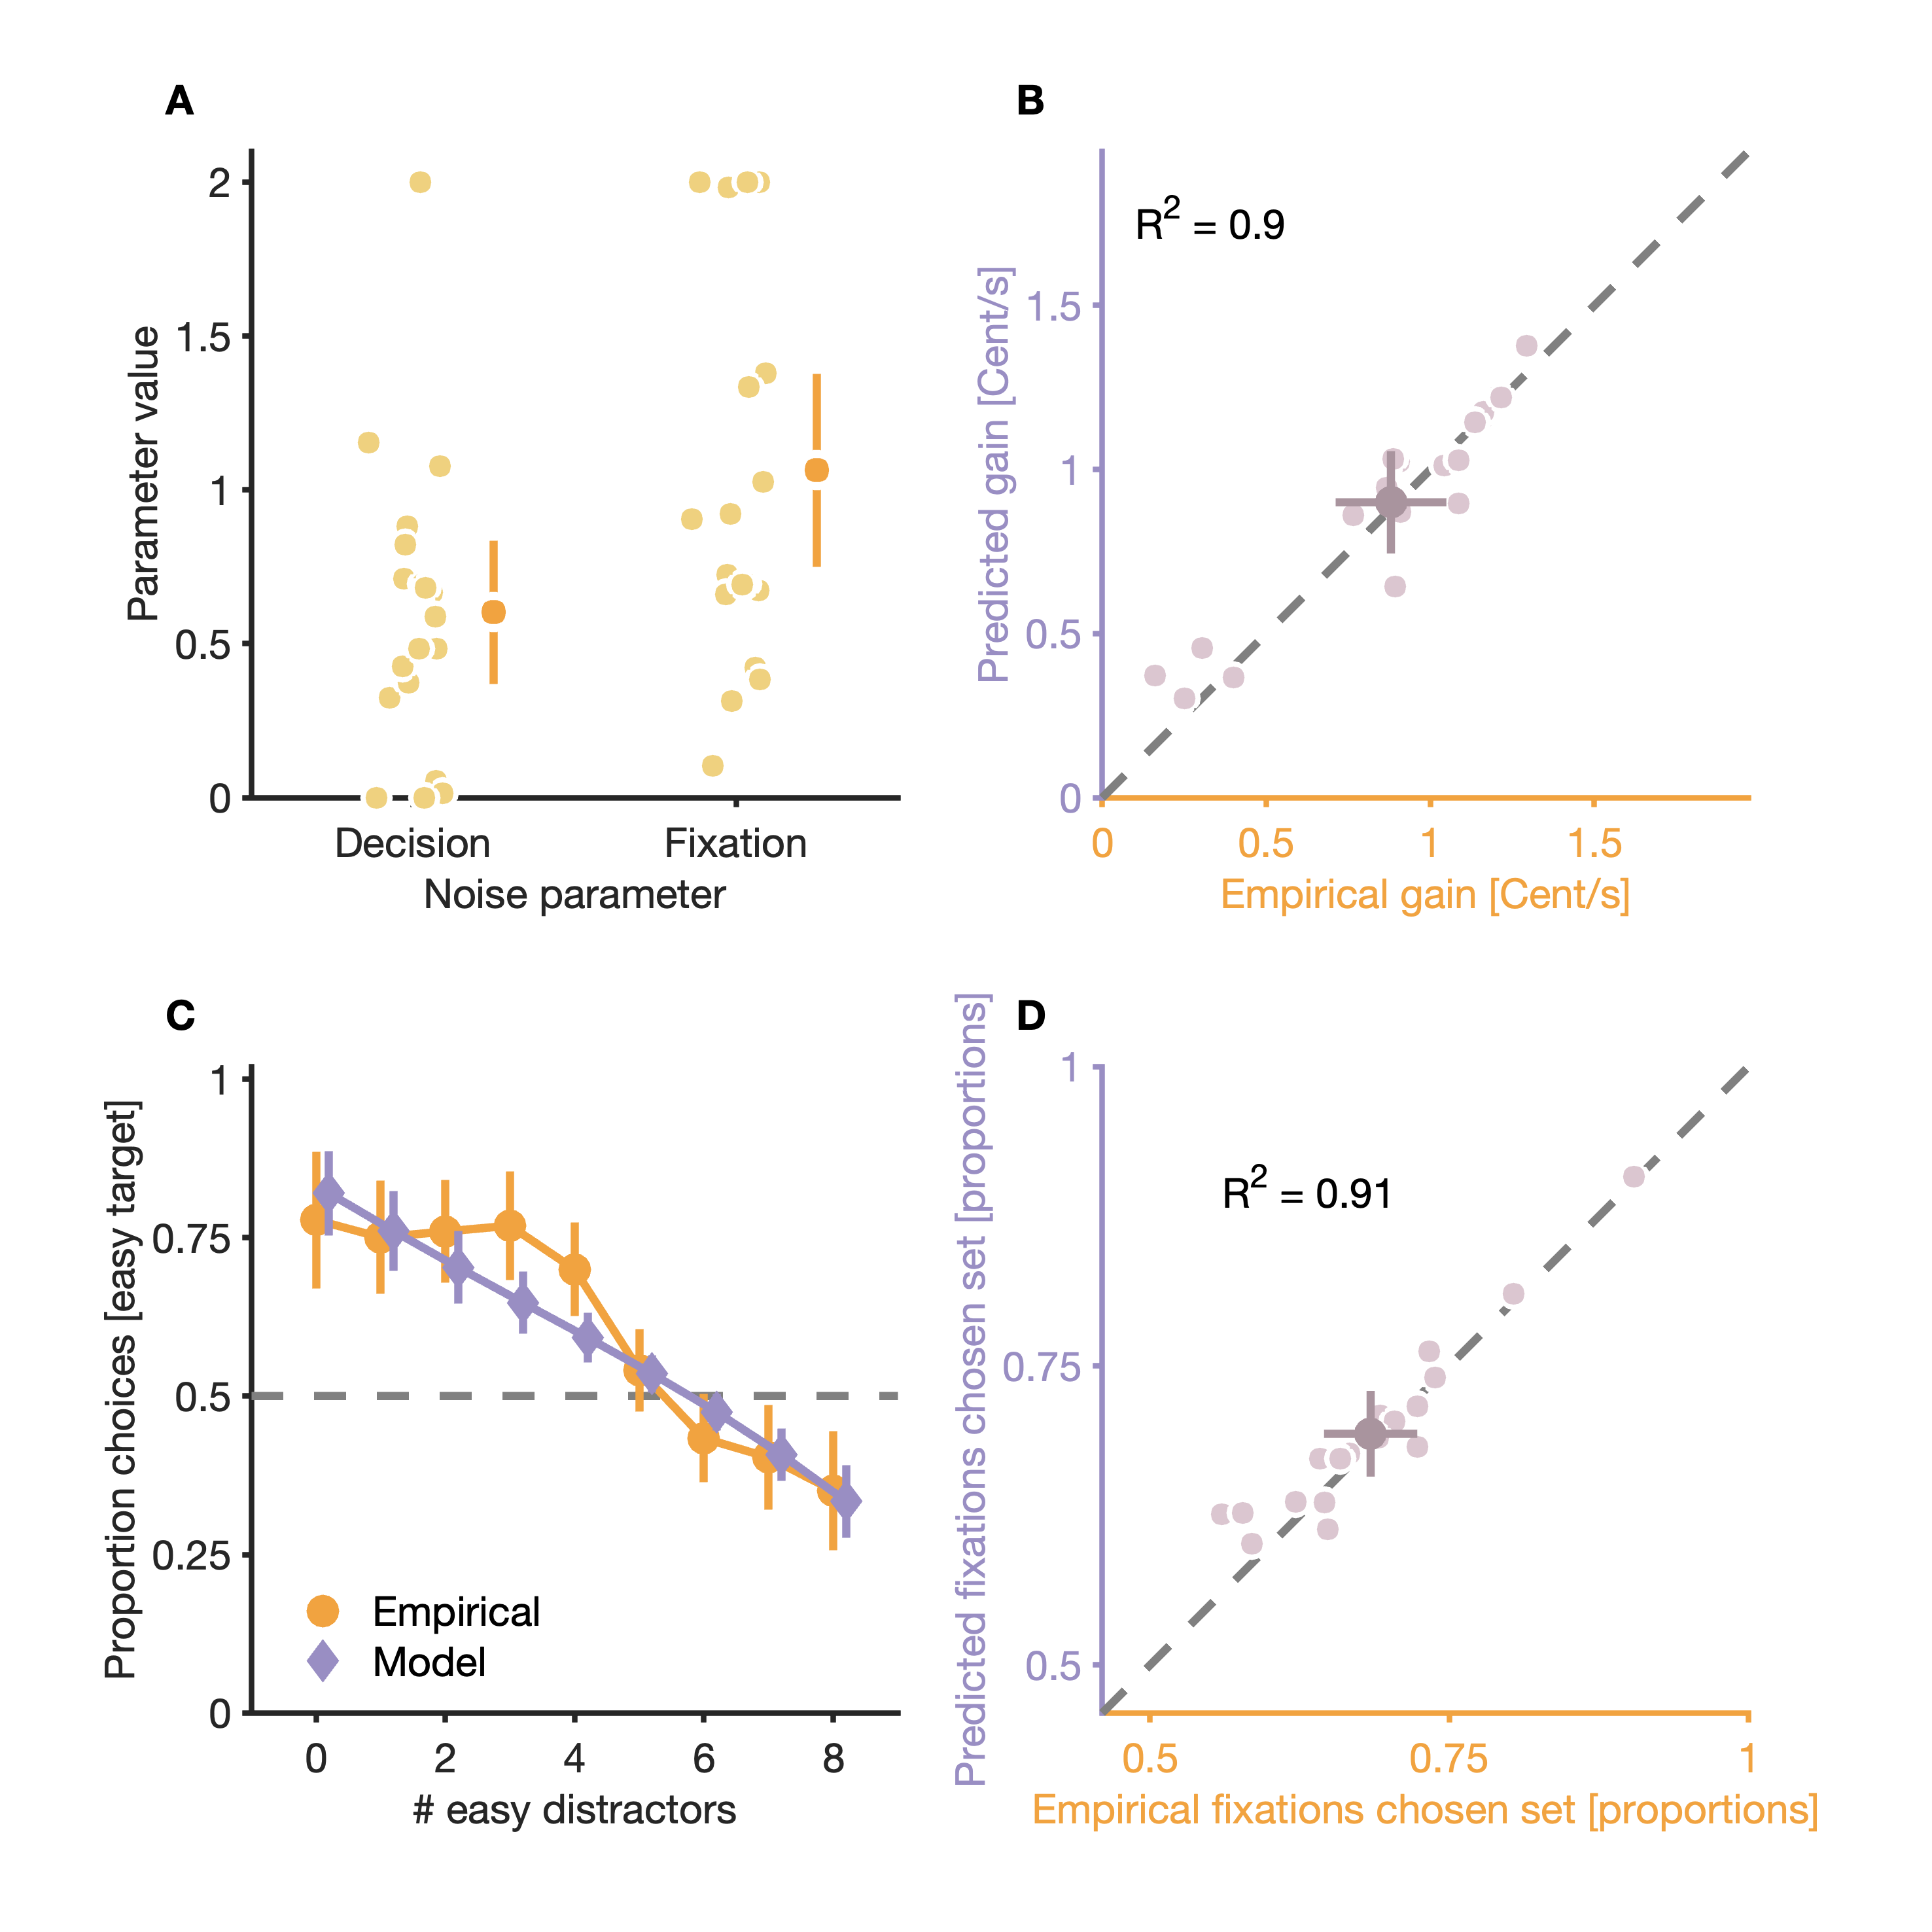 A
2
1.5
1
0.5
0
Parameter value
Decision Fixation
Noise parameter
B
R² = 0.9
1.5
1
0.5
0
Predicted gain [Cent/s]
0 0.5 1 1.5
Empirical gain [Cent/s]
C
1
0.75
0.5
0.25
0
Proportion choices [easy target]
Empirical
Model
0 2 4 6 8
# easy distractors
D
R² = 0.91
1
0.75
0.5
Predicted fixations chosen set [proportions]
0.5 0.75 1
Empirical fixations chosen set [proportions]